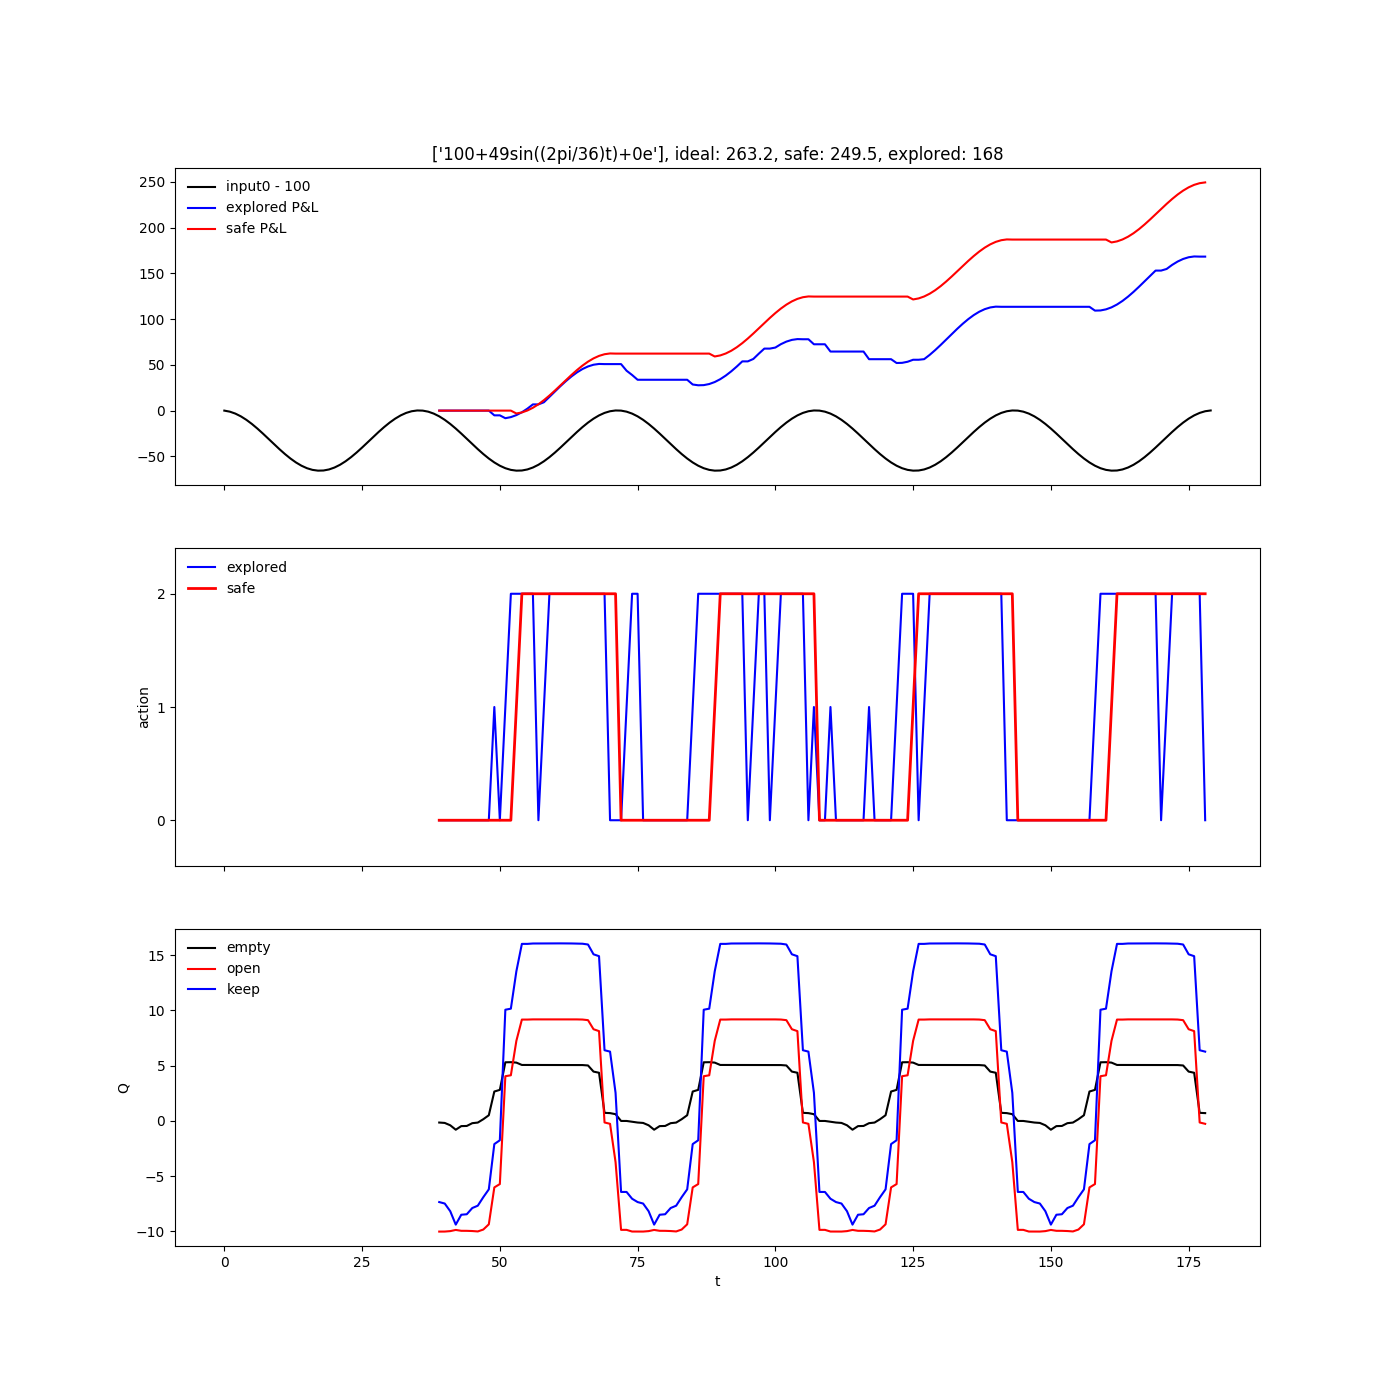 ['100+49sin((2pi/36)t)+0e'], ideal: 263.2, safe: 249.5, explored: 168
250
200
150
100
50
0
−50
input0 - 100
explored P&L
safe P&L
2
1
0
action
explored
safe
15
10
5
0
−5
−10
Q
empty
open
keep
0 25 50 75 100 125 150 175
t